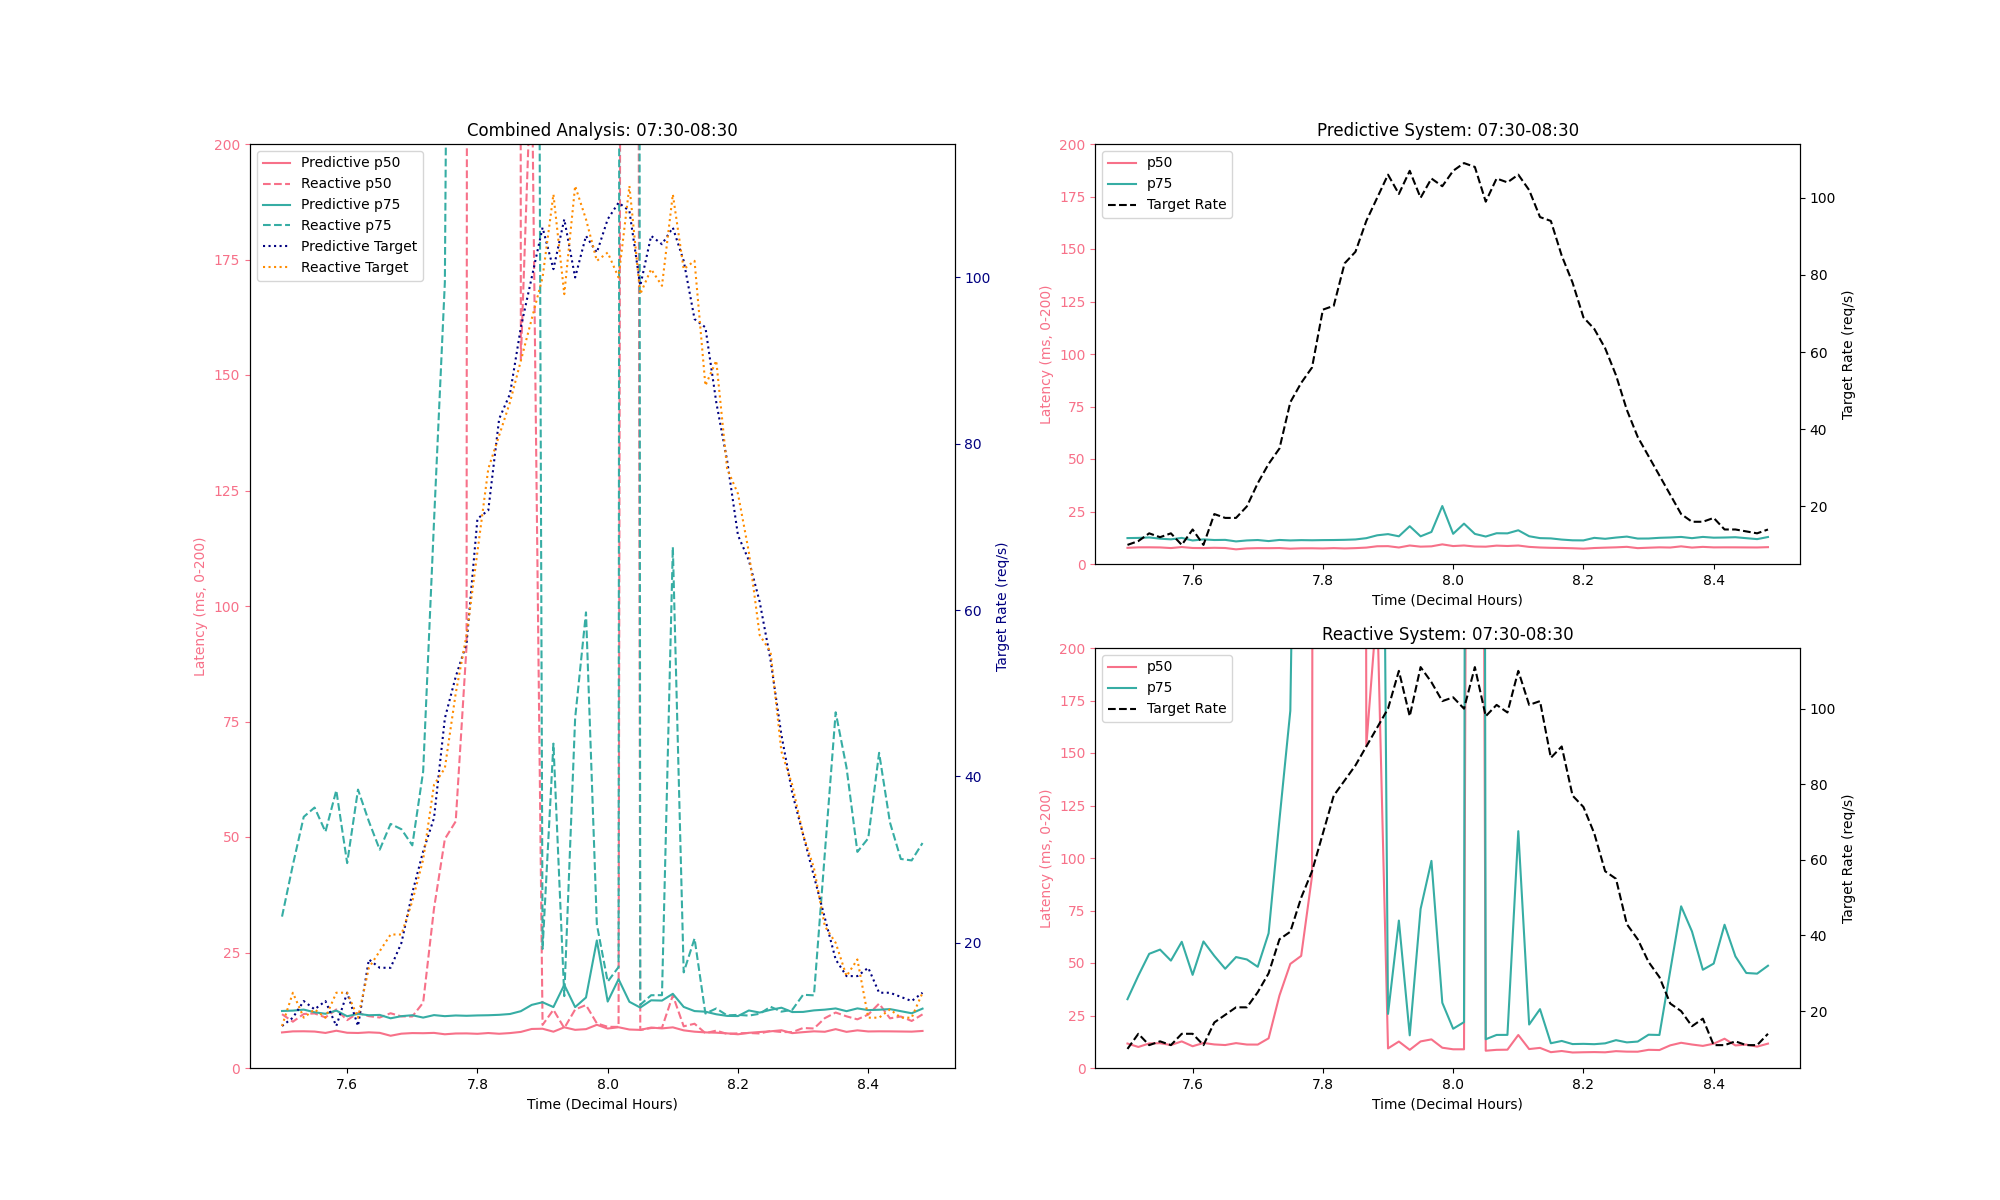 Combined Analysis: 07:30-08:30
Predictive p50
Reactive p50
Predictive p75
Reactive p75
Predictive Target
Reactive Target
200
175
150
125
100
75
50
25
0
Latency (ms, 0-200)
100
80
60
40
20
Target Rate (req/s)
7.6 7.8 8.0 8.2 8.4
Time (Decimal Hours)
Predictive System: 07:30-08:30
p50
p75
Target Rate
200
175
150
125
100
75
50
25
0
Latency (ms, 0-200)
100
80
60
40
20
Target Rate (req/s)
7.6 7.8 8.0 8.2 8.4
Time (Decimal Hours)
Reactive System: 07:30-08:30
p50
p75
Target Rate
200
175
150
125
100
75
50
25
0
Latency (ms, 0-200)
100
80
60
40
20
Target Rate (req/s)
7.6 7.8 8.0 8.2 8.4
Time (Decimal Hours)